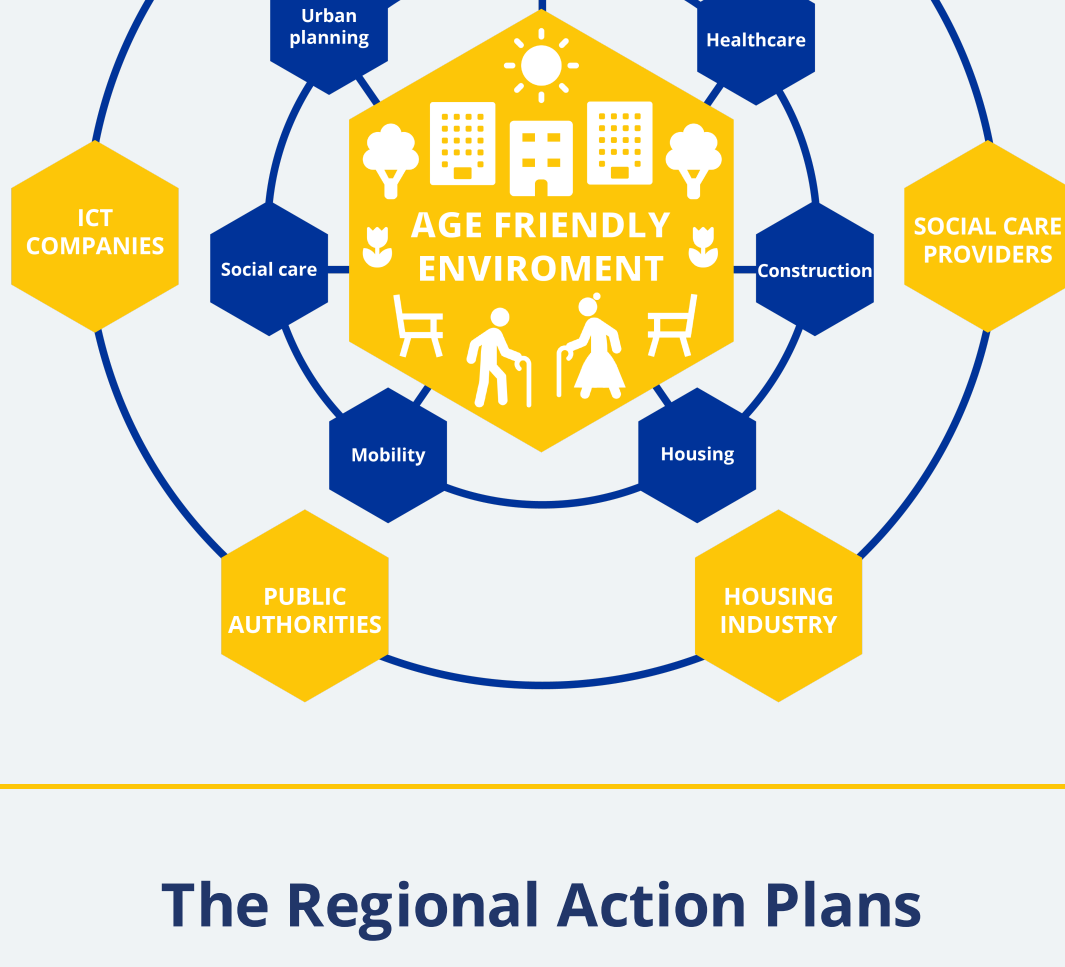 Urban
planning
Healthcare
ICT
COMPANIES
SOCIAL CARE
PROVIDERS
AGE FRIENDLY
ENVIROMENT
Social care
Construction
Mobility
Housing
PUBLIC
AUTHORITIES
HOUSING
INDUSTRY
The Regional Action Plans